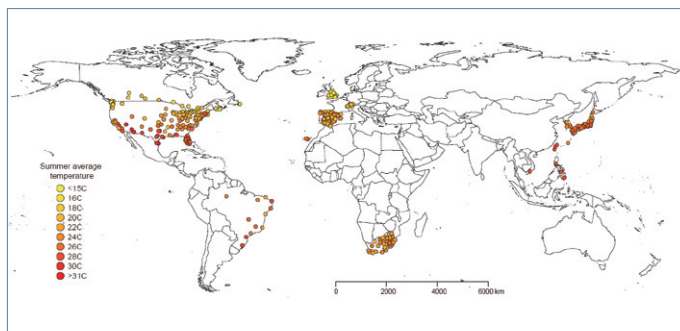 Summer average
temperature
<15C
16C
18C
20C
22C
24C
26C
28C
30C
>31C
0 2000 4000 6000 km